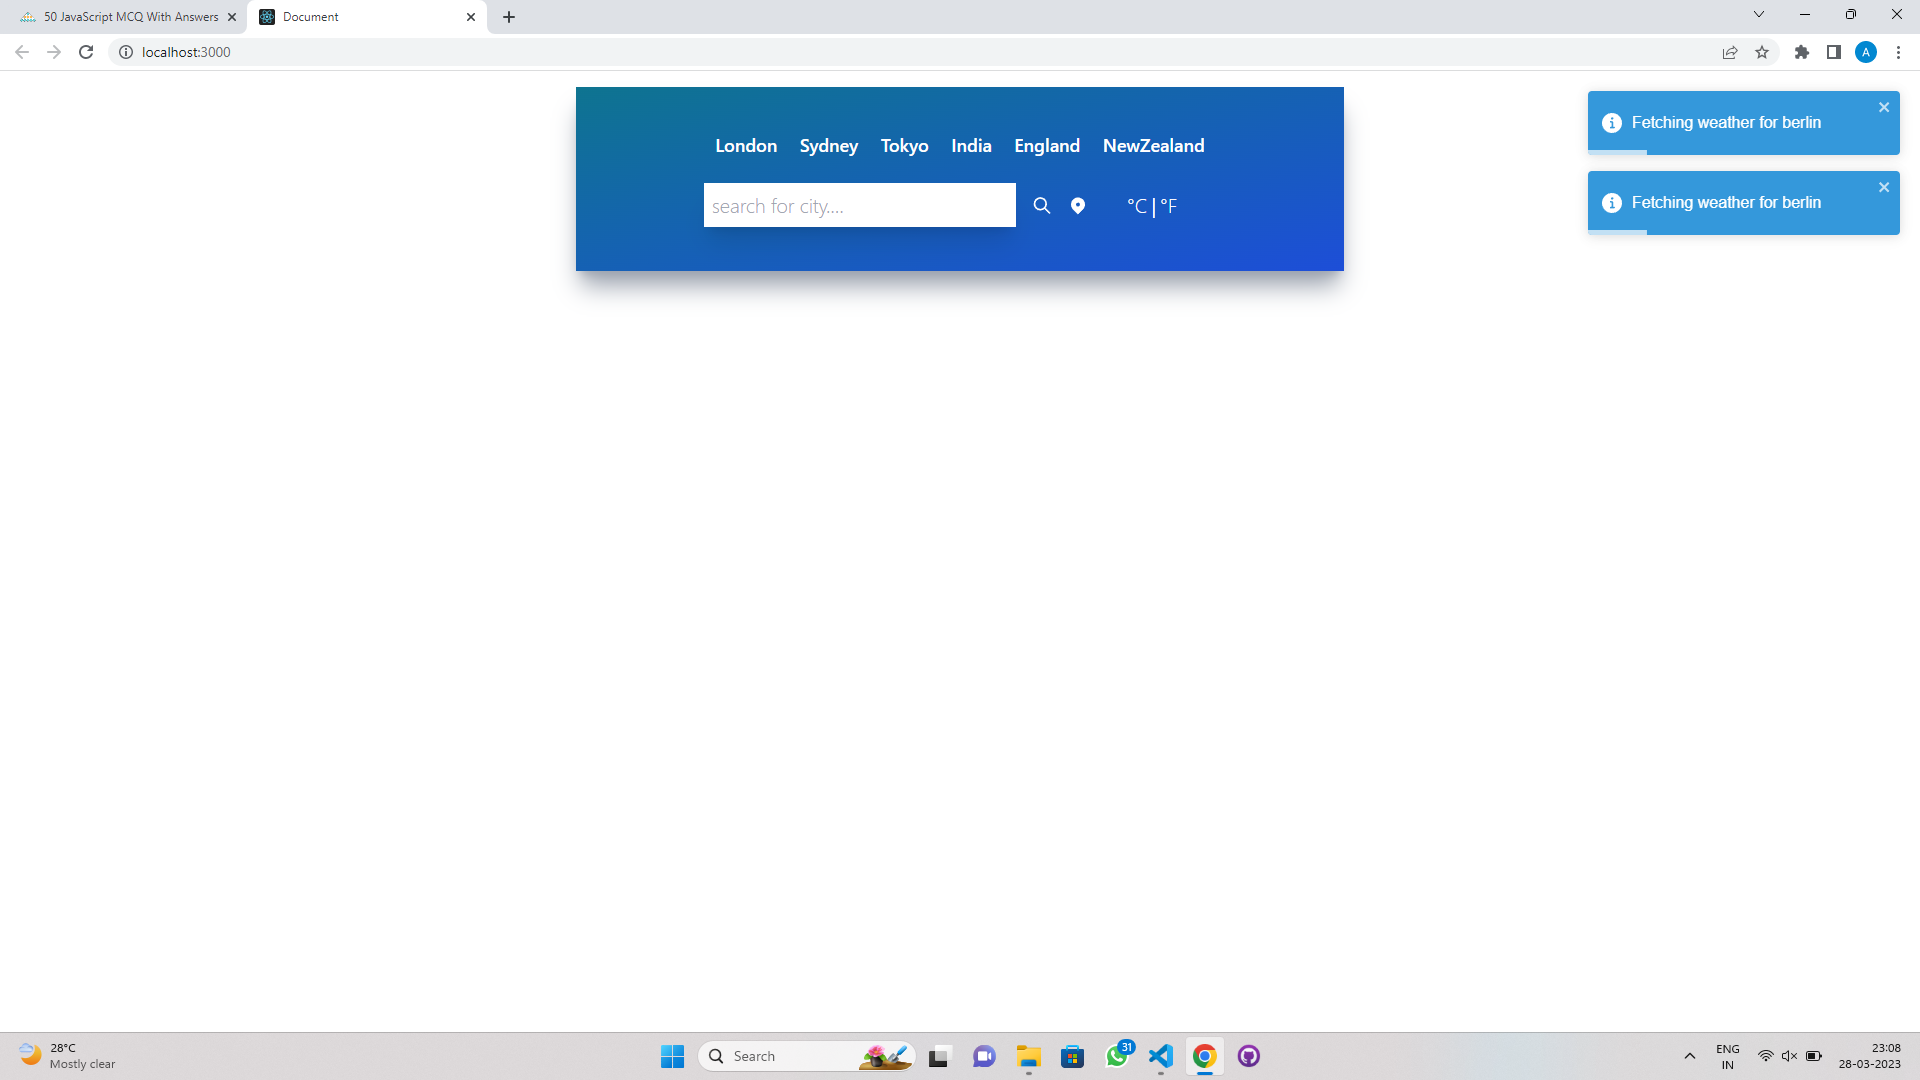 50 JavaScript MCQ With Answers
Document
localhost:3000
A
London Sydney Tokyo India England NewZealand
search for city....
°C | °F
Fetching weather for berlin
Fetching weather for berlin
28°C
Mostly clear
Search
31
ENG
IN
23:08
28-03-2023